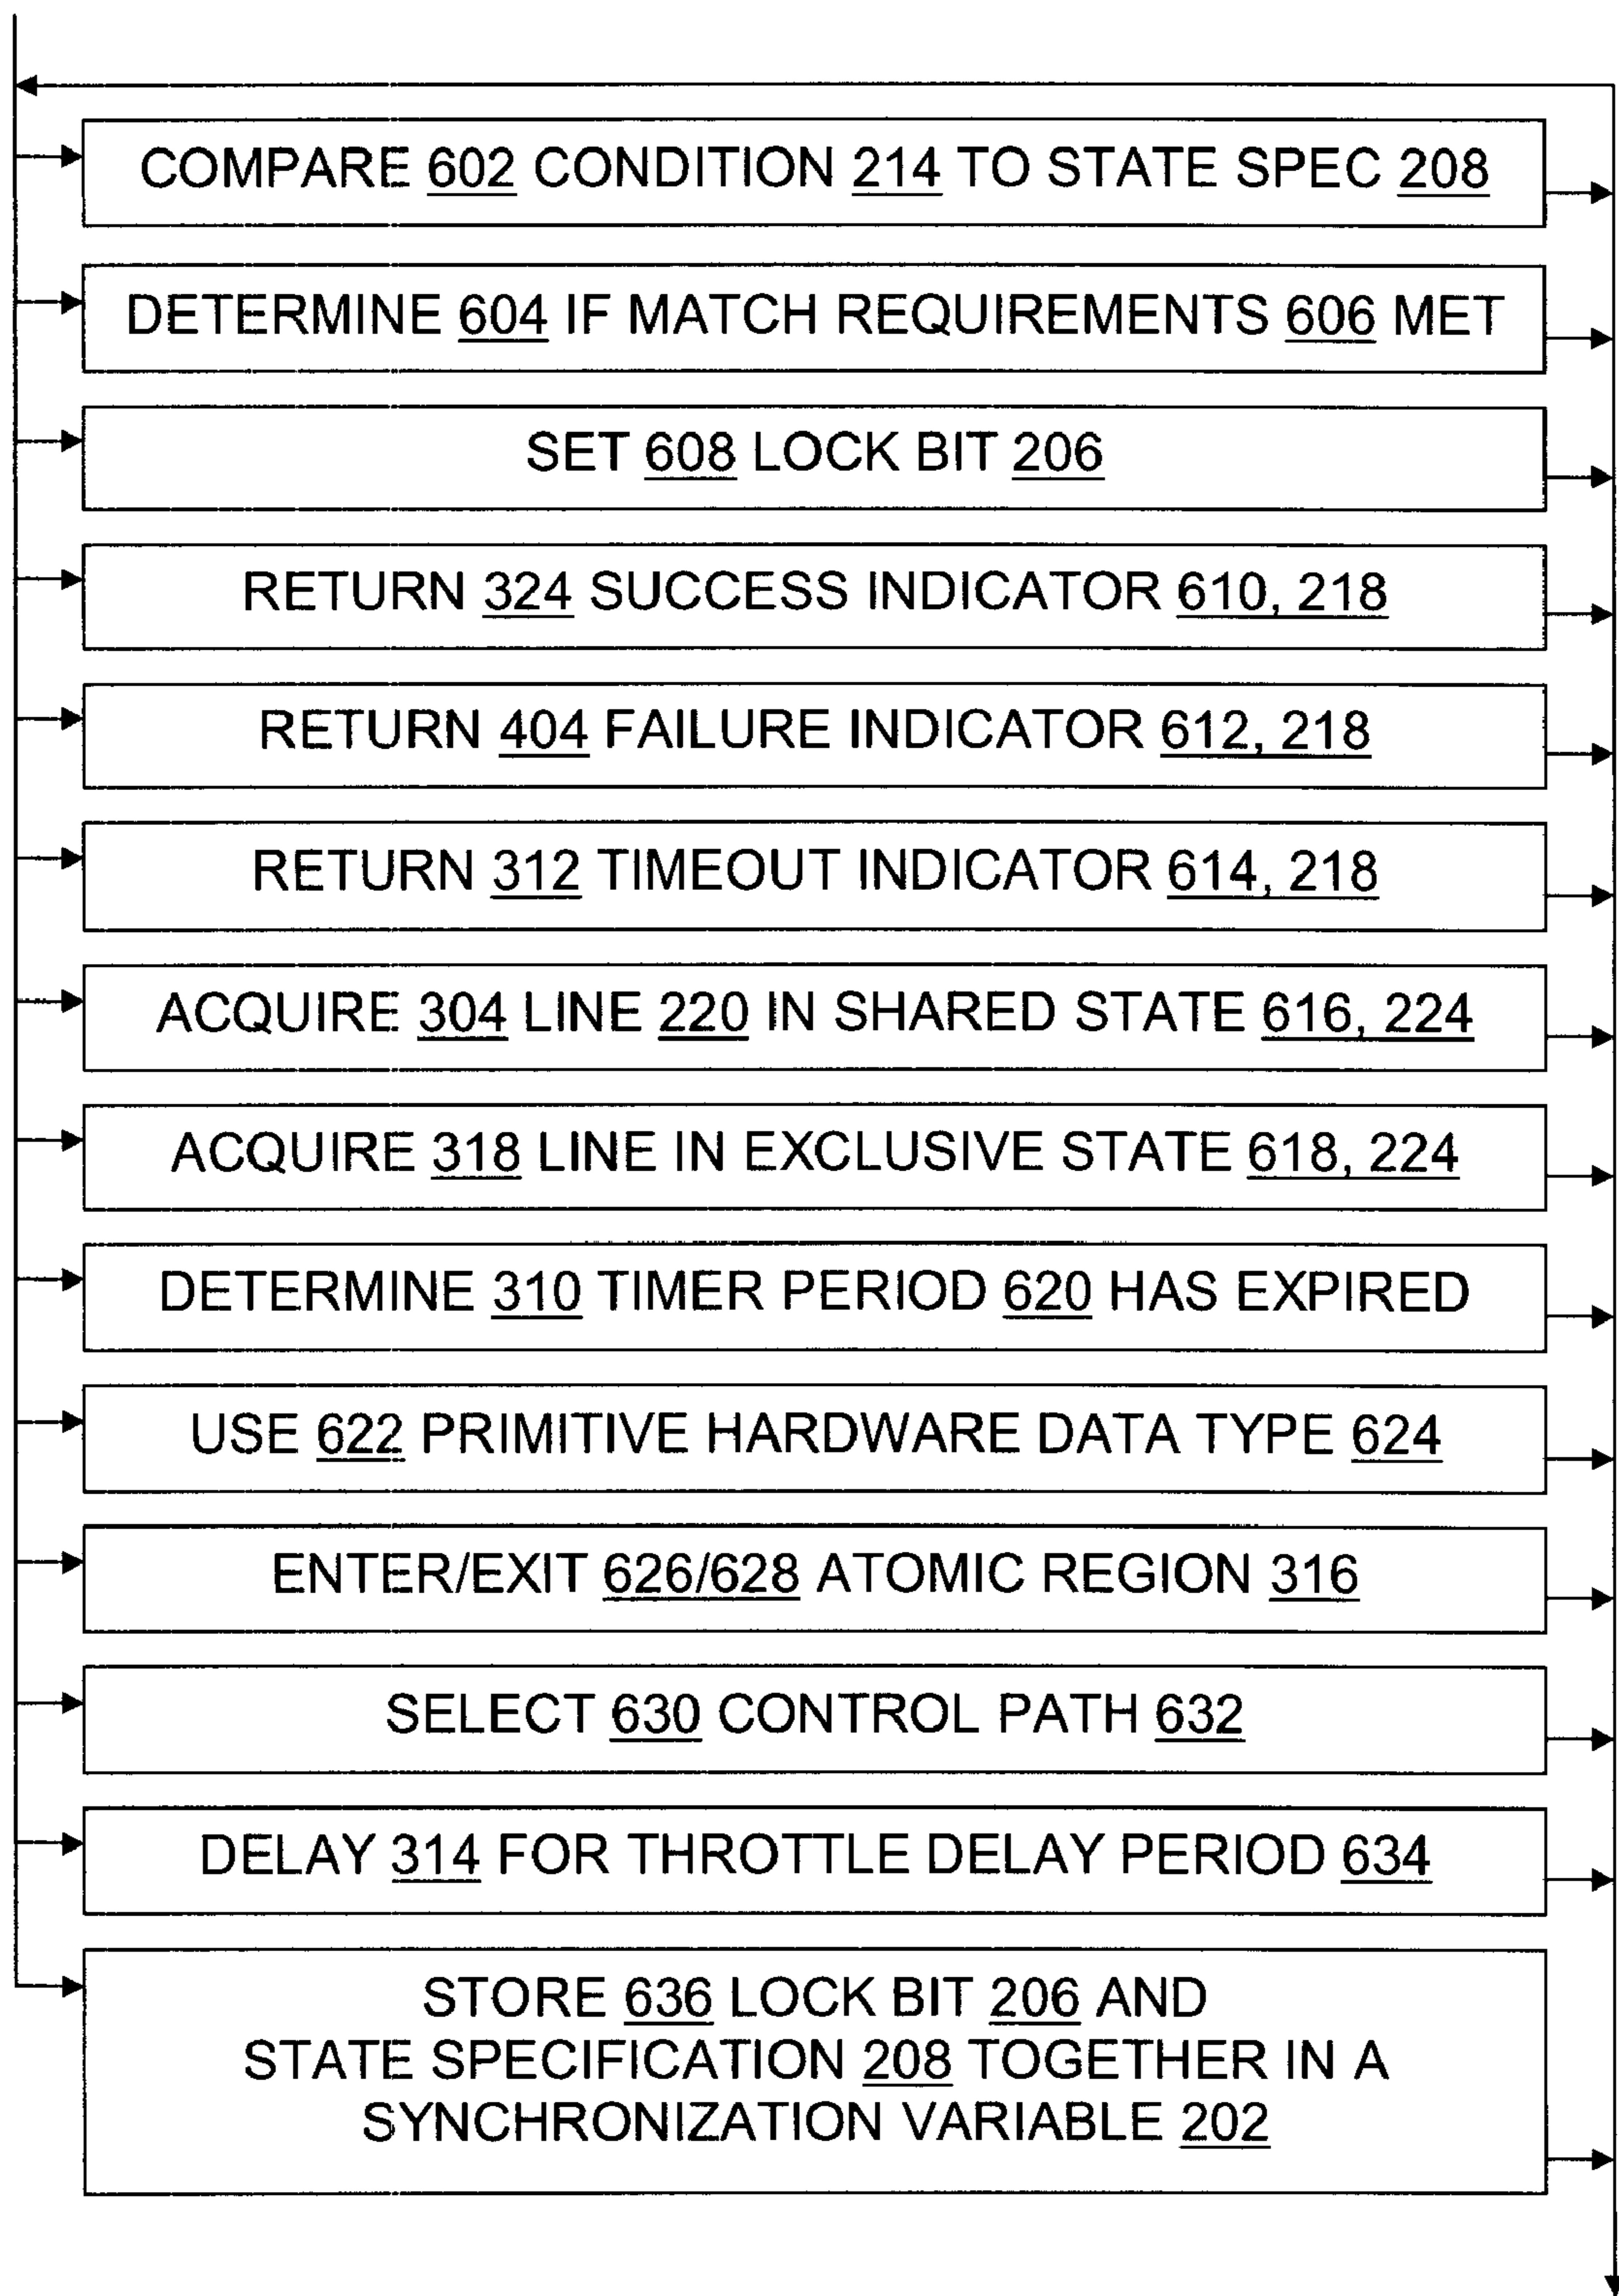 COMPARE 602 CONDITION 214 TO STATE SPEC 208
DETERMINE 604 IF MATCH REQUIREMENTS 606 MET
SET 608 LOCK BIT 206
RETURN 324 SUCCESS INDICATOR 610, 218
RETURN 404 FAILURE INDICATOR 612, 218
RETURN 312 TIMEOUT INDICATOR 614, 218
ACQUIRE 304 LINE 220 IN SHARED STATE 616, 224
ACQUIRE 318 LINE IN EXCLUSIVE STATE 618, 224
DETERMINE 310 TIMER PERIOD 620 HAS EXPIRED
USE 622 PRIMITIVE HARDWARE DATA TYPE 624
ENTER/EXIT 626/628 ATOMIC REGION 316
SELECT 630 CONTROL PATH 632
DELAY 314 FOR THROTTLE DELAY PERIOD 634
STORE 636 LOCK BIT 206 AND
STATE SPECIFICATION 208 TOGETHER IN A
SYNCHRONIZATION VARIABLE 202